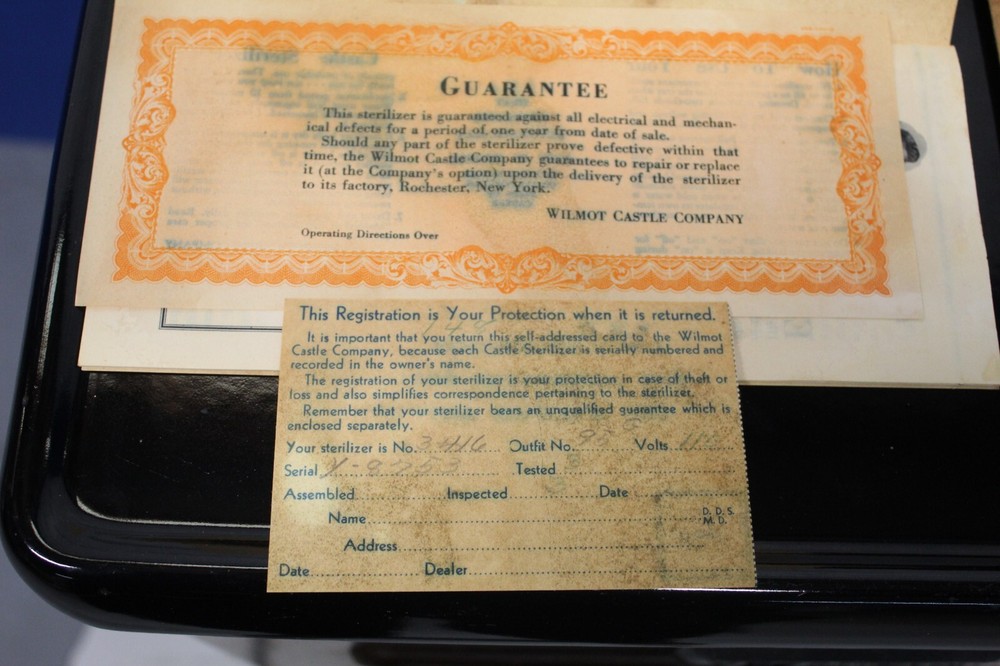 GUARANTEE
This sterilizer is guaranteed against all electrical and mechan-
ical defects for a period of one year from date of sale.
Should any part of the sterilizer prove defective within that
time, the Wilmot Castle Company guarantees to repair or replace
it (at the Company's option) upon the delivery of the sterilizer
to its factory, Rochester, New York.
WILMOT CASTLE COMPANY
Operating Directions Over
This Registration is Your Protection when it is returned.
It is important that you return this self-addressed card to the Wilmot
Castle Company, because each Castle Sterilizer is serially numbered and
recorded in the owner's name.
The registration of your sterilizer is your protection in case of theft or
loss and also simplifies correspondence pertaining to the sterilizer.
Remember that your sterilizer bears an unqualified guarantee which is
enclosed separately.
Your sterilizer is No. 3416 Outfit No. Volts
Serial Tested
Assembled Inspected Date
Name D. D. S.
M. D.
Address
Date Dealer